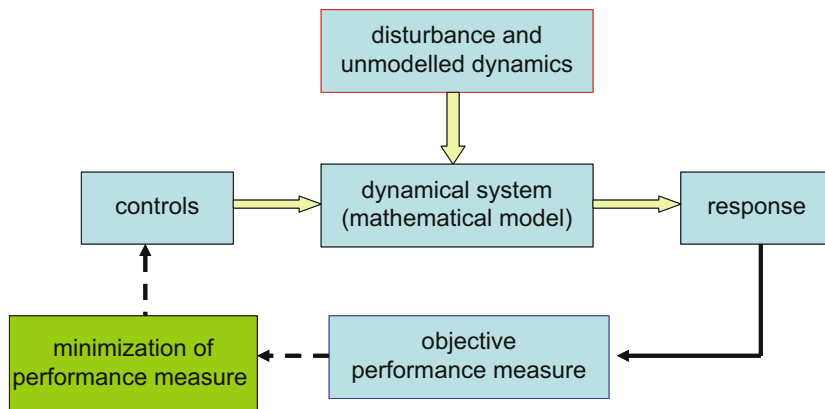 disturbance and
unmodelled dynamics
controls
dynamical system
(mathematical model)
response
minimization of
performance measure
objective
performance measure